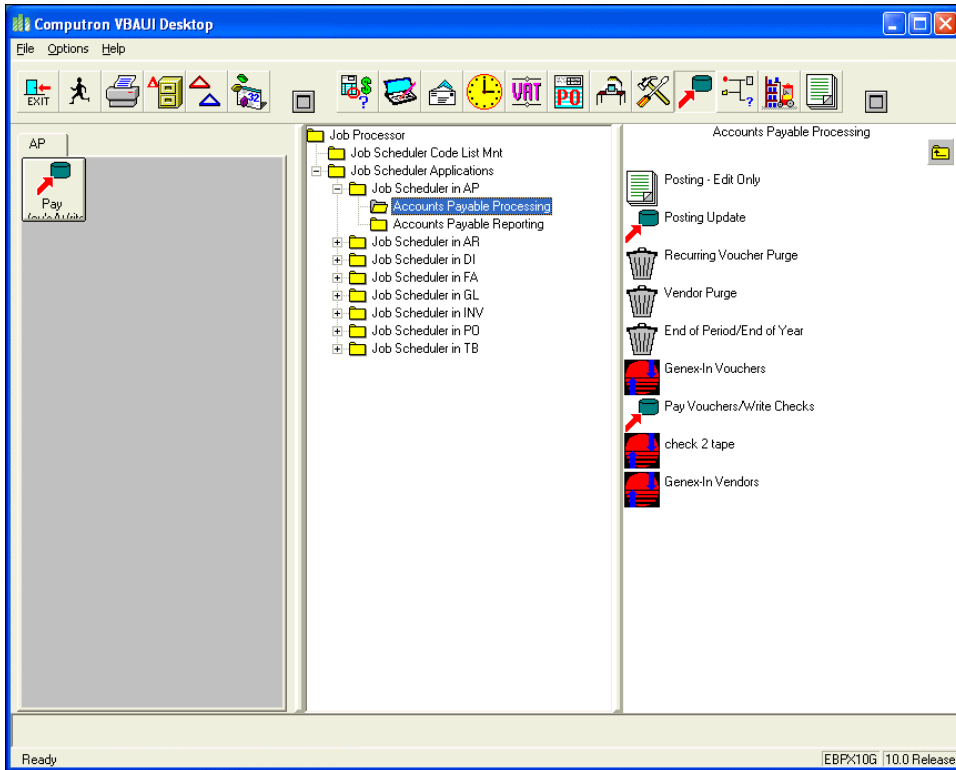 Computron VBAUI Desktop
File Options Help
EXIT
32
$
?
VAT
PO
?
AP
Pay
Job Processor
Job Scheduler Code List Mnt
Job Scheduler Applications
Job Scheduler in AP
Accounts Payable Processing
Accounts Payable Reporting
Job Scheduler in AR
Job Scheduler in DI
Job Scheduler in FA
Job Scheduler in GL
Job Scheduler in INV
Job Scheduler in PO
Job Scheduler in TB
Accounts Payable Processing
Posting - Edit Only
Posting Update
Recurring Voucher Purge
Vendor Purge
End of Period/End of Year
Genex-In Vouchers
Pay Vouchers/Write Checks
check 2 tape
Genex-In Vendors
Ready
EBPX10G 10.0 Release